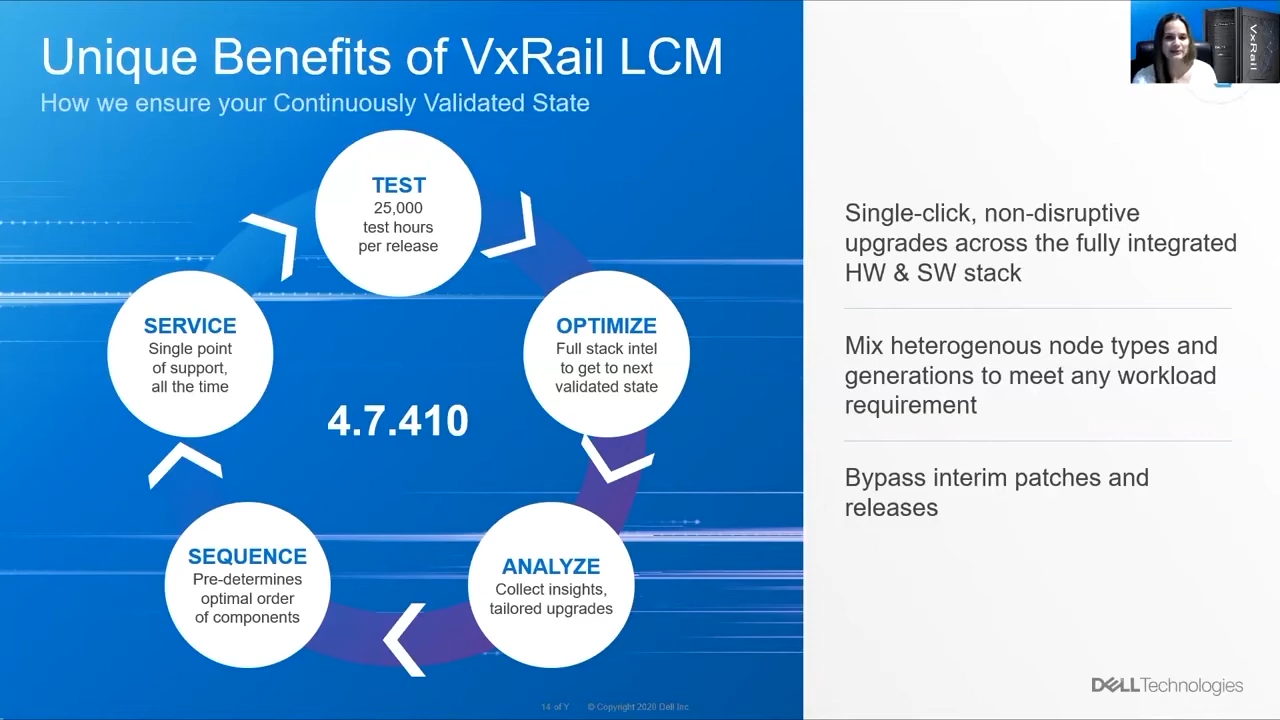 Unique Benefits of VxRail LCM
How we ensure your Continuously Validated State
TEST
25,000
test hours
per release
OPTIMIZE
Full stack intel
to get to next
validated state
ANALYZE
Collect insights,
tailored upgrades
SEQUENCE
Pre-determines
optimal order
of components
SERVICE
Single point
of support,
all the time
4.7.410
Single-click, non-disruptive
upgrades across the fully integrated
HW & SW stack
Mix heterogenous node types and
generations to meet any workload
requirement
Bypass interim patches and
releases
VxRail
14 of Y © Copyright 2020 Dell Inc.
DELLTechnologies